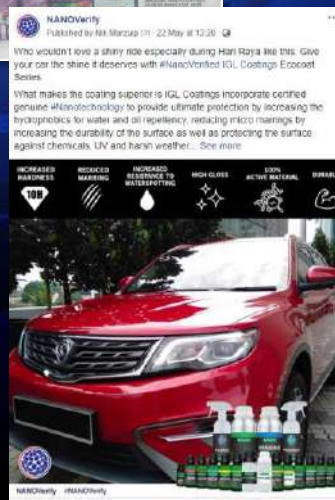 NANOVerify
Published by Nik Marzuki
22 May at 13:20
Who wouldn't love a shiny ride especially during Hari Raya like this. Give
your car the shine it deserves with #NanoVerified IGL Coatings Ecocoat
Series.
What makes the coating superior is IGL Coatings incorporate certified
genuine #Nanotechnology to provide ultimate protection by increasing the
hydrophobics for water and oil repellency, reducing micro marrings by
increasing the durability of the surface as well as protecting the surface
against chemicals, UV and harsh weather... See more
INCREASED HARDNESS
REDUCED MARRING
INCREASED RESISTENCE TO WATERSPOTTING
HIGH GLOSS
100% ACTIVE MATERIAL
10H
NANOVerify
NANOVerify #NANOVerify